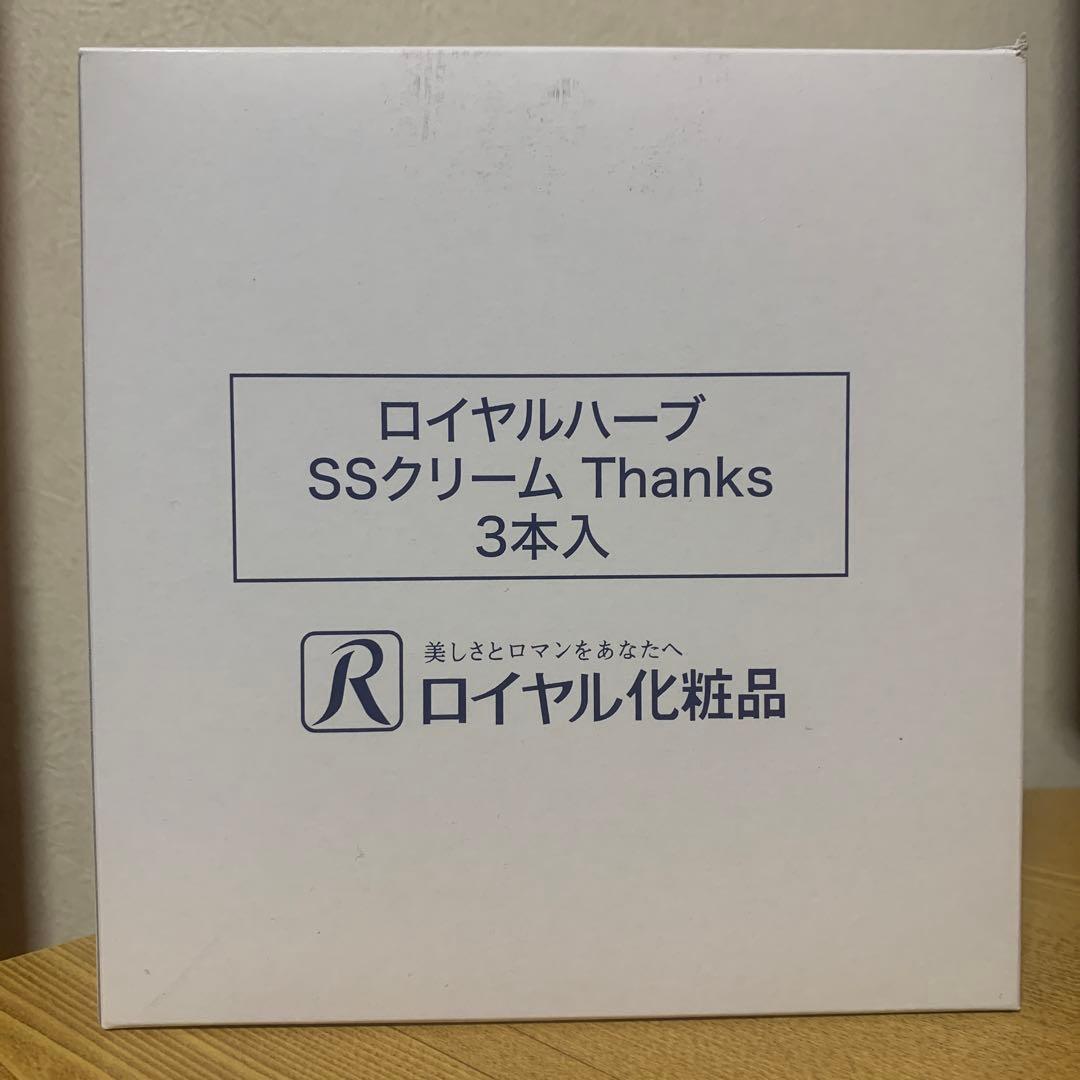 ロイヤルハーブ
SSクリーム Thanks
3本入
R
美しさとロマンをあなたへ
ロイヤル化粧品